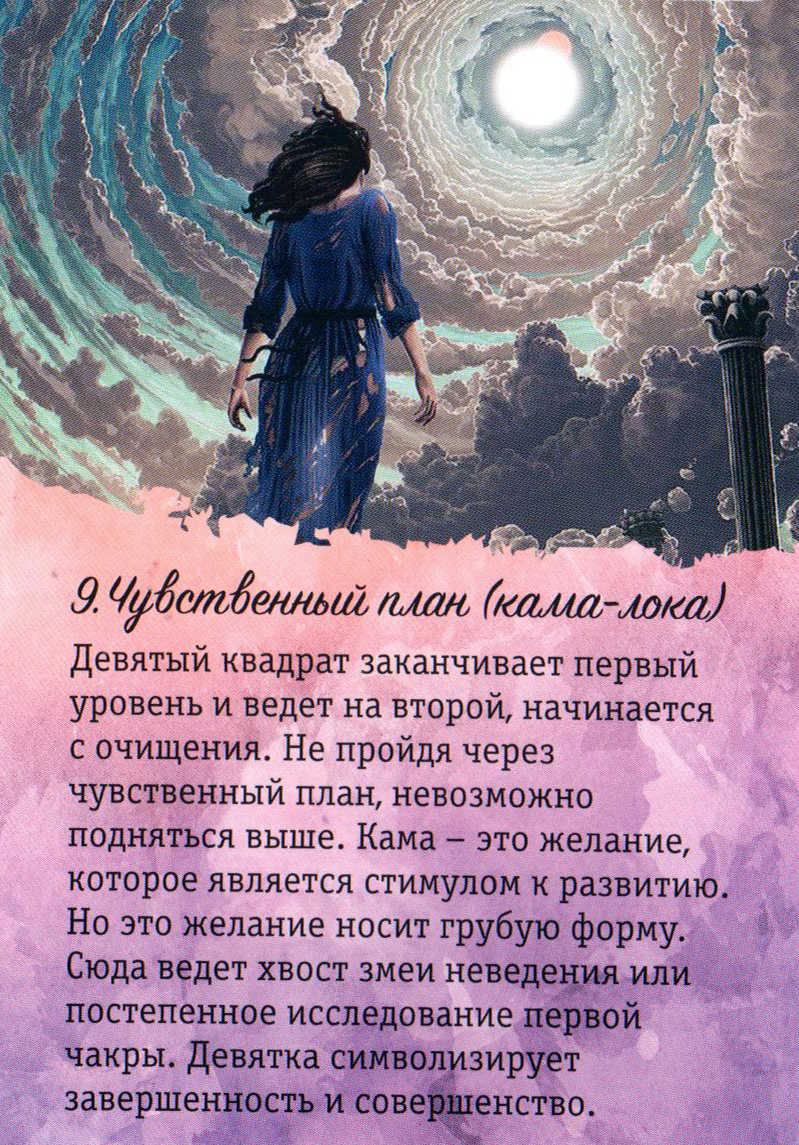 9. Чувственный план (кама-лока)
Девятый квадрат заканчивает первый
уровень и ведет на второй, начинается
с очищения. Не пройдя через
чувственный план, невозможно
подняться выше. Кама – это желание,
которое является стимулом к развитию.
Но это желание носит грубую форму.
Сюда ведет хвост змеи неведения или
постепенное исследование первой
чакры. Девятка символизирует
завершенность и совершенство.